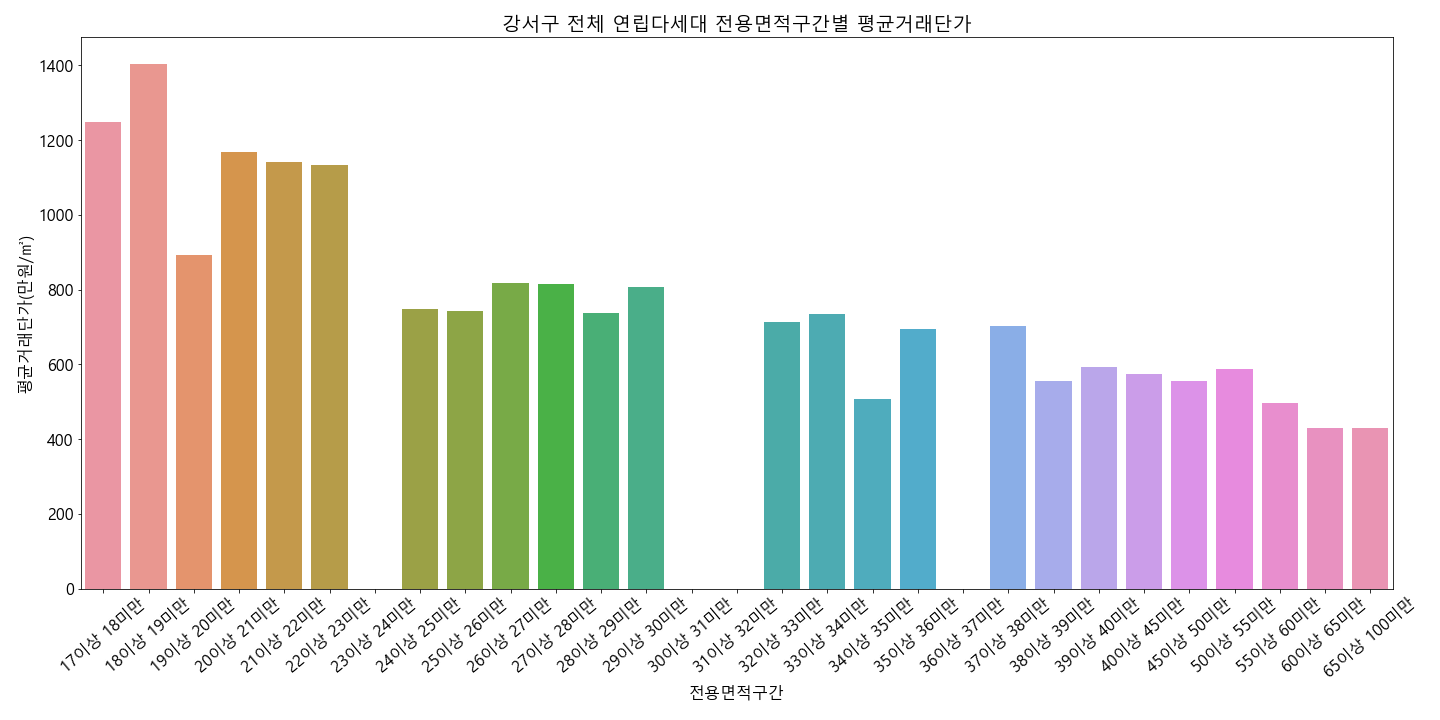 강서구 전체 연립다세대 전용면적구간별 평균거래단가
평균거래단가(만원/㎡)
1400
1200
1000
800
600
400
200
0
17이상 18미만
18이상 19미만
19이상 20미만
20이상 21미만
21이상 22미만
22이상 23미만
23이상 24미만
24이상 25미만
25이상 26미만
26이상 27미만
27이상 28미만
28이상 29미만
29이상 30미만
30이상 31미만
31이상 32미만
32이상 33미만
33이상 34미만
34이상 35미만
35이상 36미만
36이상 37미만
37이상 38미만
38이상 39미만
39이상 40미만
40이상 45미만
45이상 50미만
50이상 55미만
55이상 60미만
60이상 65미만
65이상 100미만
전용면적구간